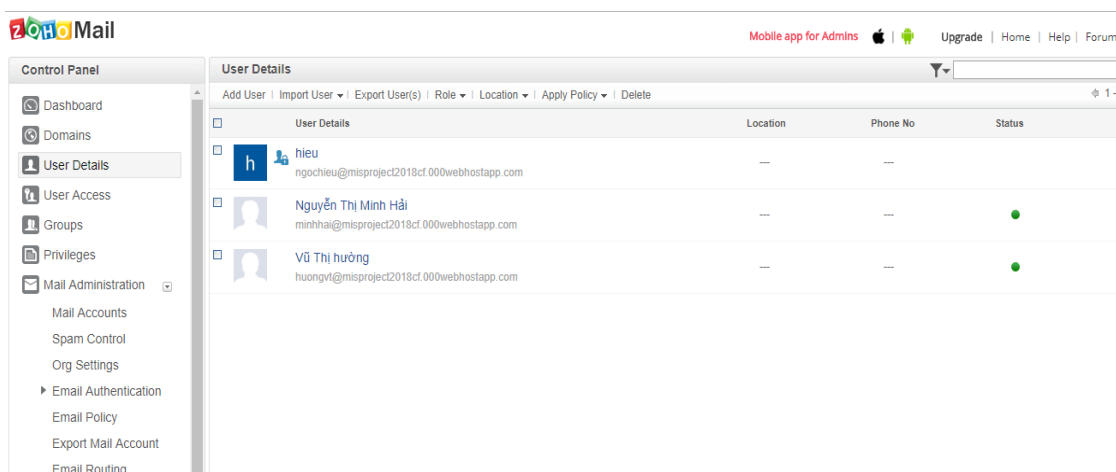 ZOHO Mail
Mobile app for Admins | Upgrade | Home | Help | Forum
Control Panel
Dashboard
Domains
User Details
User Access
Groups
Privileges
Mail Administration
Mail Accounts
Spam Control
Org Settings
Email Authentication
Email Policy
Export Mail Account
Email Routing
User Details
Add User | Import User | Export User(s) | Role | Location | Apply Policy | Delete
1 -
User Details Location Phone No Status
h
hieu
ngochieu@misproject2018cf.000webhostapp.com
--- ---
Nguyễn Thị Minh Hải
minhhai@misproject2018cf.000webhostapp.com
--- ---
Vũ Thị hường
huongvt@misproject2018cf.000webhostapp.com
--- ---